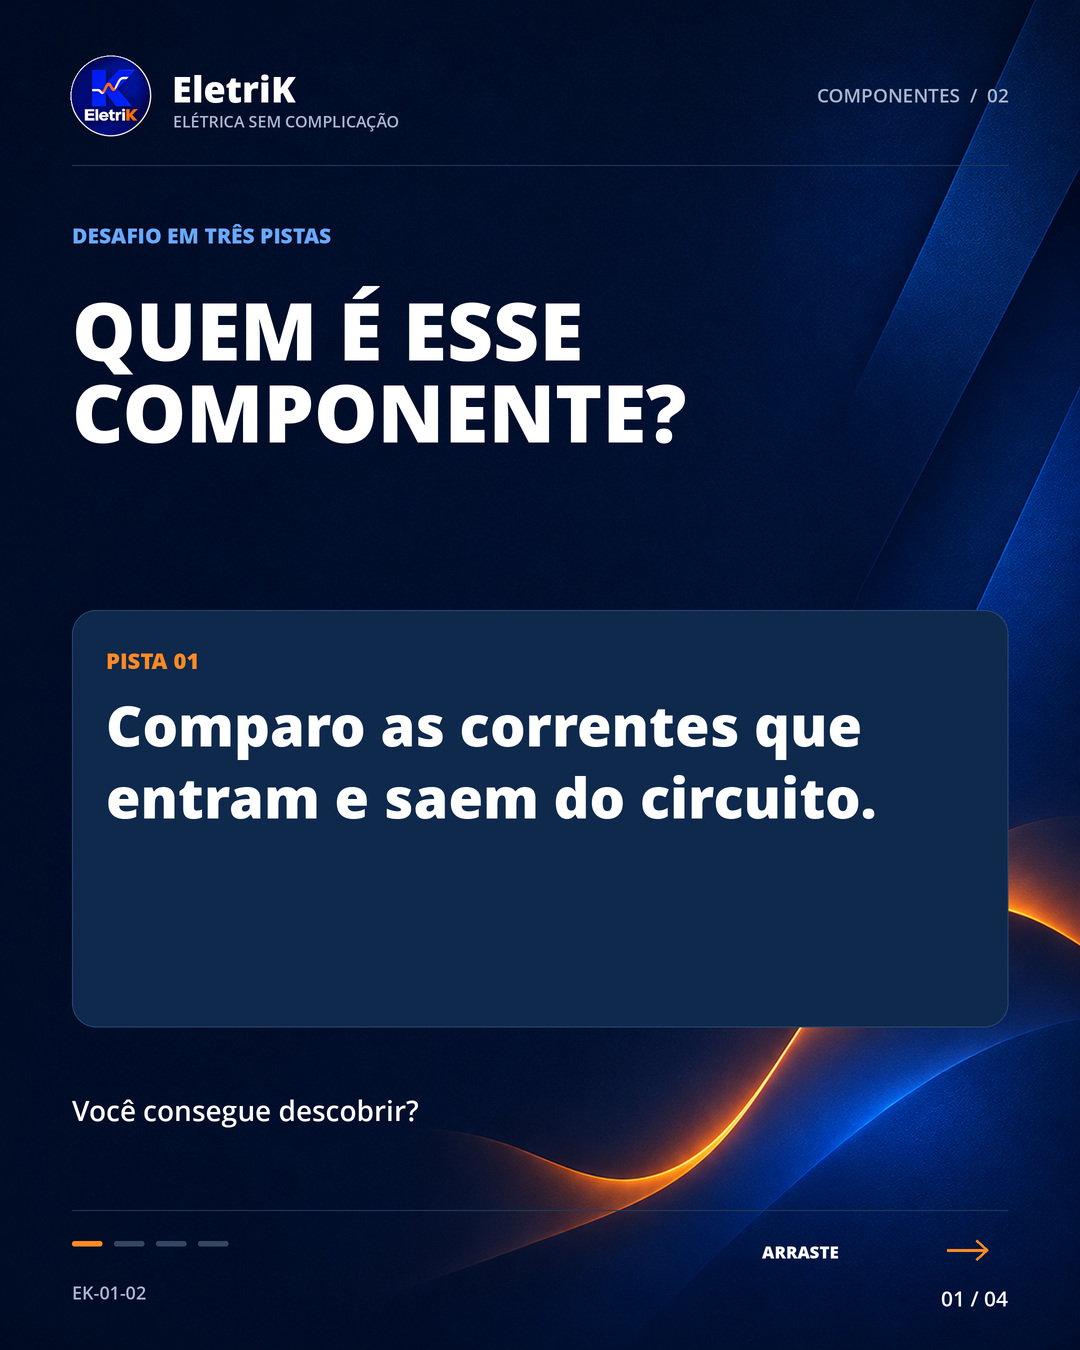 EletriK
EletriK
ELÉTRICA SEM COMPLICAÇÃO
COMPONENTES / 02
DESAFIO EM TRÊS PISTAS
QUEM É ESSE
COMPONENTE?
PISTA 01
Comparo as correntes que
entram e saem do circuito.
Você consegue descobrir?
ARRASTE
EK-01-02
01 / 04